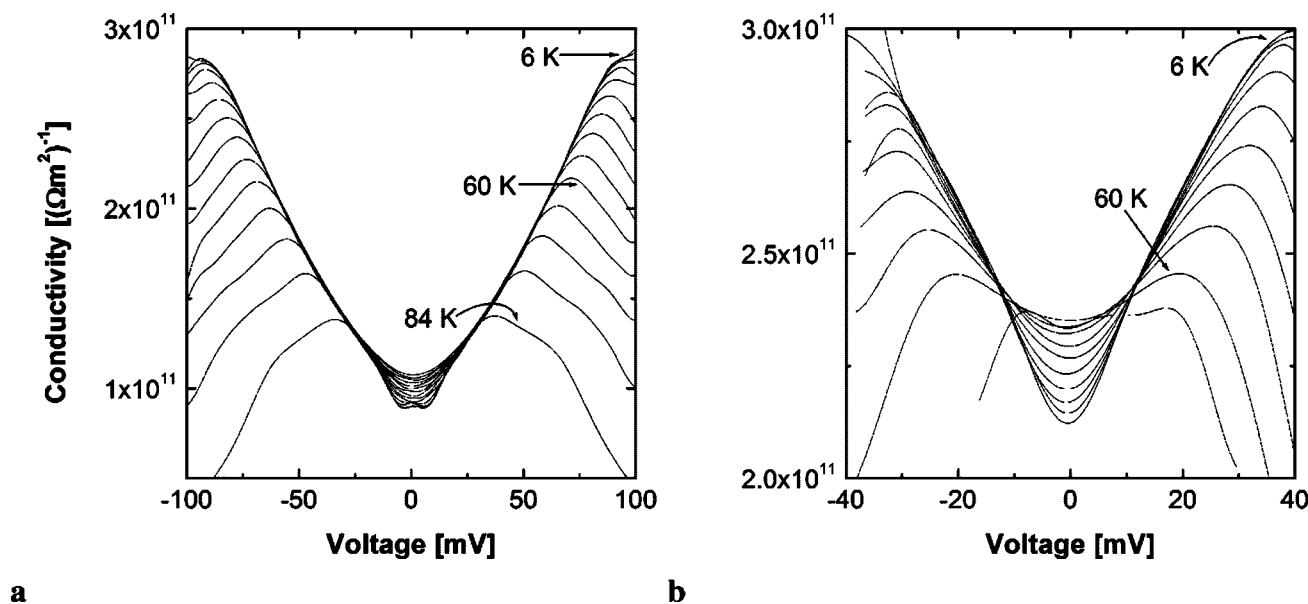 3x10¹¹
2x10¹¹
1x10¹¹
Conductivity [(Ωm²)⁻¹]
6 K
60 K
84 K
-100 -50 0 50 100
Voltage [mV]
a
3.0x10¹¹
2.5x10¹¹
2.0x10¹¹
6 K
60 K
-40 -20 0 20 40
Voltage [mV]
b